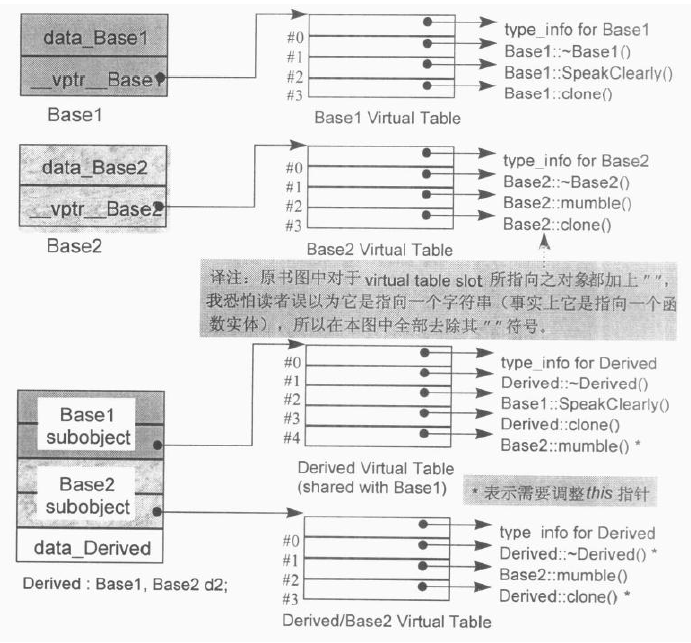 data_Base1
__vptr__Base1
Base1
#0
#1
#2
#3
Base1 Virtual Table
type_info for Base1
Base1::~Base1()
Base1::SpeakClearly()
Base1::clone()
data_Base2
__vptr__Base2
Base2
#0
#1
#2
#3
Base2 Virtual Table
type_info for Base2
Base2::~Base2()
Base2::mumble()
Base2::clone()
译注：原书图中对于 virtual table slot 所指向之对象都加上 ″″，
我恐怕读者误以为它是指向一个字符串（事实上它是指向一个函
数实体），所以在本图中全部去除其 ″″ 符号。
Base1
subobject
Base2
subobject
data_Derived
Derived : Base1, Base2 d2;
#0
#1
#2
#3
#4
Derived Virtual Table
(shared with Base1)
type_info for Derived
Derived::~Derived()
Base1::SpeakClearly()
Derived::clone()
Base2::mumble() *
* 表示需要调整this 指针
#0
#1
#2
#3
Derived/Base2 Virtual Table
type info for Derived
Derived::~Derived() *
Base2::mumble()
Derived::clone() *